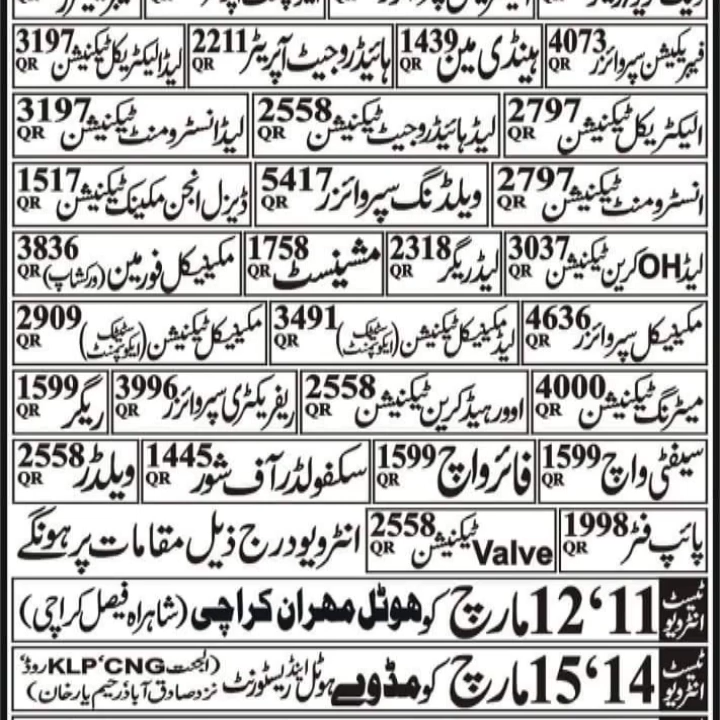 فیبریکیشن سپروائزر 4073 QR ہینڈی مین 1439 QR ہائیڈروجیٹ آپریٹر 2211 QR لیڈ الیکٹریکل ٹیکنیشن 3197 QR
الیکٹریکل ٹیکنیشن 2797 QR لیڈ ہائیڈروجیٹ ٹیکنیشن 2558 QR لیڈ انسٹرومنٹ ٹیکنیشن 3197 QR
انسٹرومنٹ ٹیکنیشن 2797 QR ویلڈنگ سپروائزر 5417 QR ڈیزل انجن مکینک ٹیکنیشن 1517 QR
لیڈ OH کرین ٹیکنیشن 3037 QR لیڈ ریگر 2318 QR مشینسٹ 1758 QR مکینیکل فورمین (ورکشاپ) 3836 QR
مکینیکل سپروائزر 4636 QR لیڈ مکینیکل ٹیکنیشن (سٹیٹک ایکوپمنٹ) 3491 QR مکینیکل ٹیکنیشن (سٹیٹک ایکوپمنٹ) 2909 QR
میٹرنگ ٹیکنیشن 4000 QR اوور ہیڈ کرین ٹیکنیشن 2558 QR ریفریکٹری سپروائزر 3996 QR ریگر 1599 QR
سیفٹی واچ 1599 QR فائر واچ 1599 QR سکفولڈر آف شور 1445 QR ویلڈر 2558 QR
پائپ فٹر 1998 QR Valve ٹیکنیشن 2558 QR انٹرویو درج ذیل مقامات پر ہونگے
ٹیسٹ انٹرویو 11‘12 مارچ کو ھوٹل مھران کراچی (شاہراہ فیصل کراچی)
ٹیسٹ انٹرویو 14‘15 مارچ کو مڈوے ہوٹل اینڈ ریسٹورنٹ (البحت KLP‘CNG روڈ‘ نزد صادق آباد رحیم یار خان)